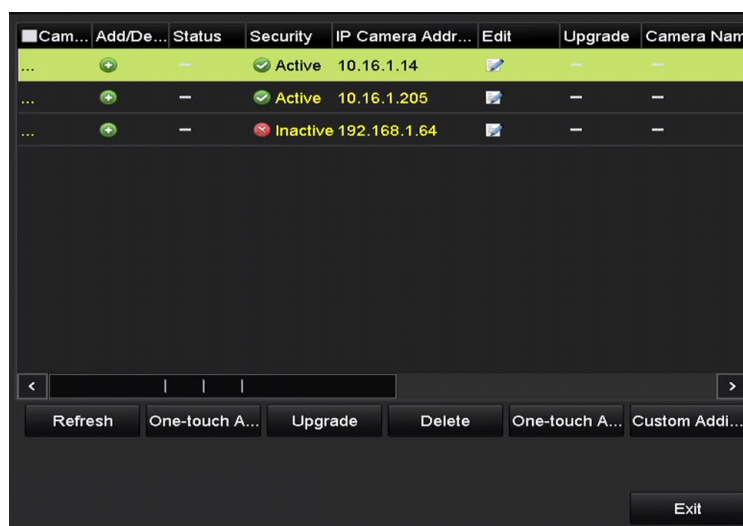 Cam... Add/De... Status Security IP Camera Addr... Edit Upgrade Camera Nam
... — Active 10.16.1.14 — —
... — Active 10.16.1.205 — —
... — Inactive 192.168.1.64 — —
Refresh One-touch A... Upgrade Delete One-touch A... Custom Addi...
Exit